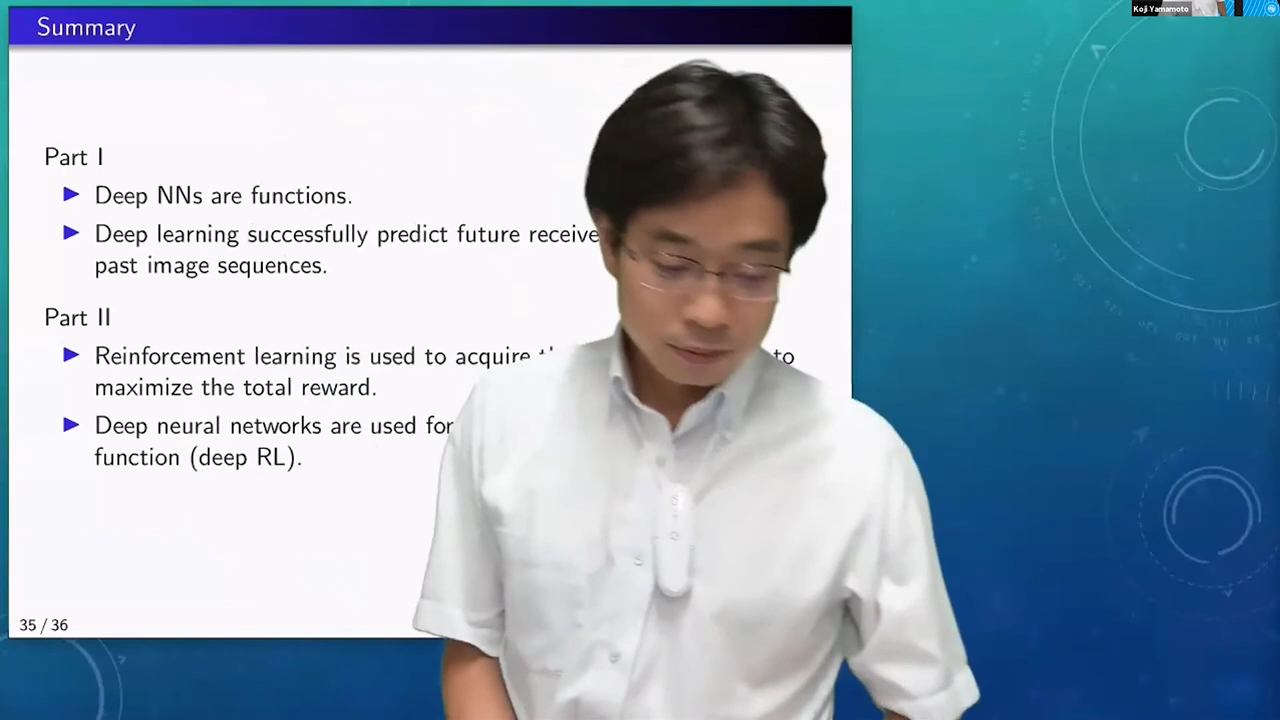 Koji Yamamoto
Summary
Part I
Deep NNs are functions.
Deep learning successfully predict future
past image sequences.
Part II
Reinforcement learning is used to acquire to
maximize the total reward.
Deep neural networks are used for
function (deep RL).
35 / 36